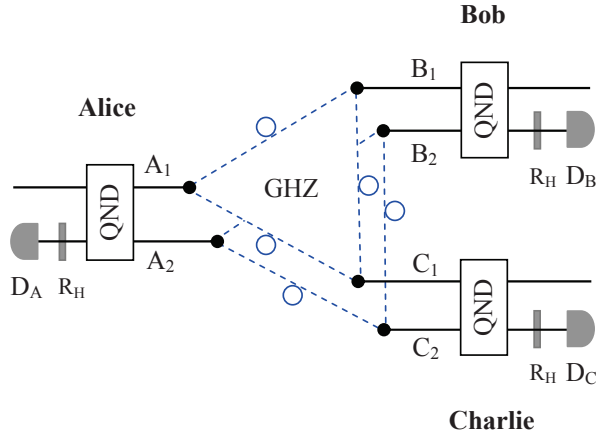 Bob
B1
QND
B2
RH DB
Alice
A1
QND
A2
DA RH
GHZ
C1
QND
C2
RH DC
Charlie